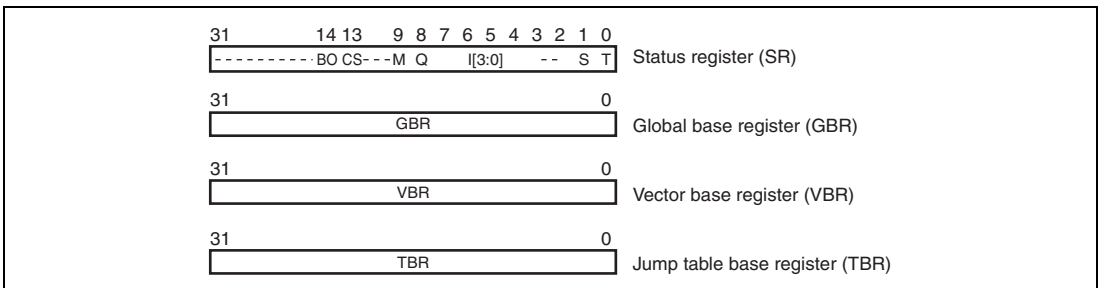 31 14 13 9 8 7 6 5 4 3 2 1 0
- - - - - - - - - - BO CS - - - M Q I[3:0] - - S T Status register (SR)
31 0
GBR Global base register (GBR)
31 0
VBR Vector base register (VBR)
31 0
TBR Jump table base register (TBR)